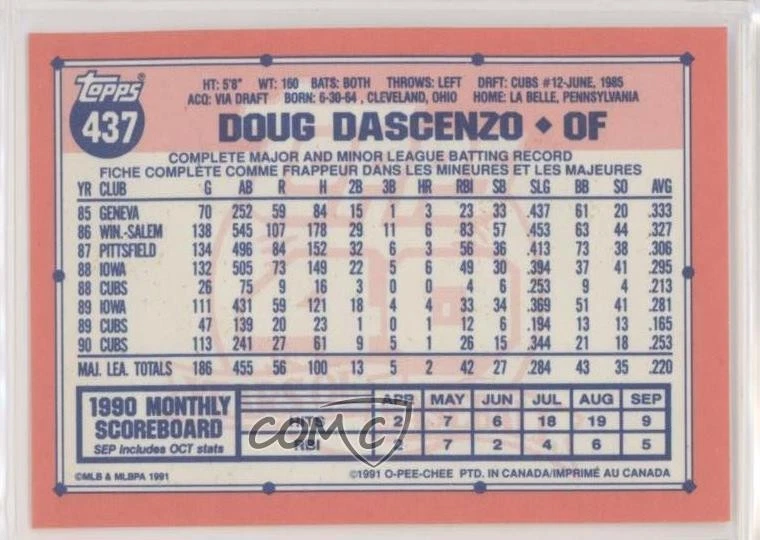 Topps®
437
HT: 5'8" WT: 160 BATS: BOTH THROWS: LEFT DRFT: CUBS #12-JUNE, 1985
ACQ: VIA DRAFT BORN: 6-30-64 , CLEVELAND, OHIO HOME: LA BELLE, PENNSYLVANIA
DOUG DASCENZO ◆ OF
COMPLETE MAJOR AND MINOR LEAGUE BATTING RECORD
FICHE COMPLÈTE COMME FRAPPEUR DANS LES MINEURES ET LES MAJEURES
YR CLUB G AB R H 2B 3B HR RBI SB SLG BB SO AVG
85 GENEVA 70 252 59 84 15 1 3 23 33 .437 61 20 .333
86 WIN.-SALEM 138 545 107 178 29 11 6 83 57 .453 63 44 .327
87 PITTSFIELD 134 496 84 152 32 6 3 56 36 .413 73 38 .306
88 IOWA 132 505 73 149 22 5 6 49 30 .394 37 41 .295
88 CUBS 26 75 9 16 3 0 0 4 6 .253 9 4 .213
89 IOWA 111 431 59 121 18 4 4 33 34 .369 51 41 .281
89 CUBS 47 139 20 23 1 0 1 12 6 .194 13 13 .165
90 CUBS 113 241 27 61 9 5 1 26 15 .344 21 18 .253
MAJ. LEA. TOTALS 186 455 56 100 13 5 2 42 27 .284 43 35 .220
1990 MONTHLY SCOREBOARD
SEP includes OCT stats
APR MAY JUN JUL AUG SEP
HITS 2 7 6 18 19 9
RBI 2 7 2 4 6 5
COMC
©MLB & MLBPA 1991
©1991 O-PEE-CHEE PTD. IN CANADA/IMPRIMÉ AU CANADA